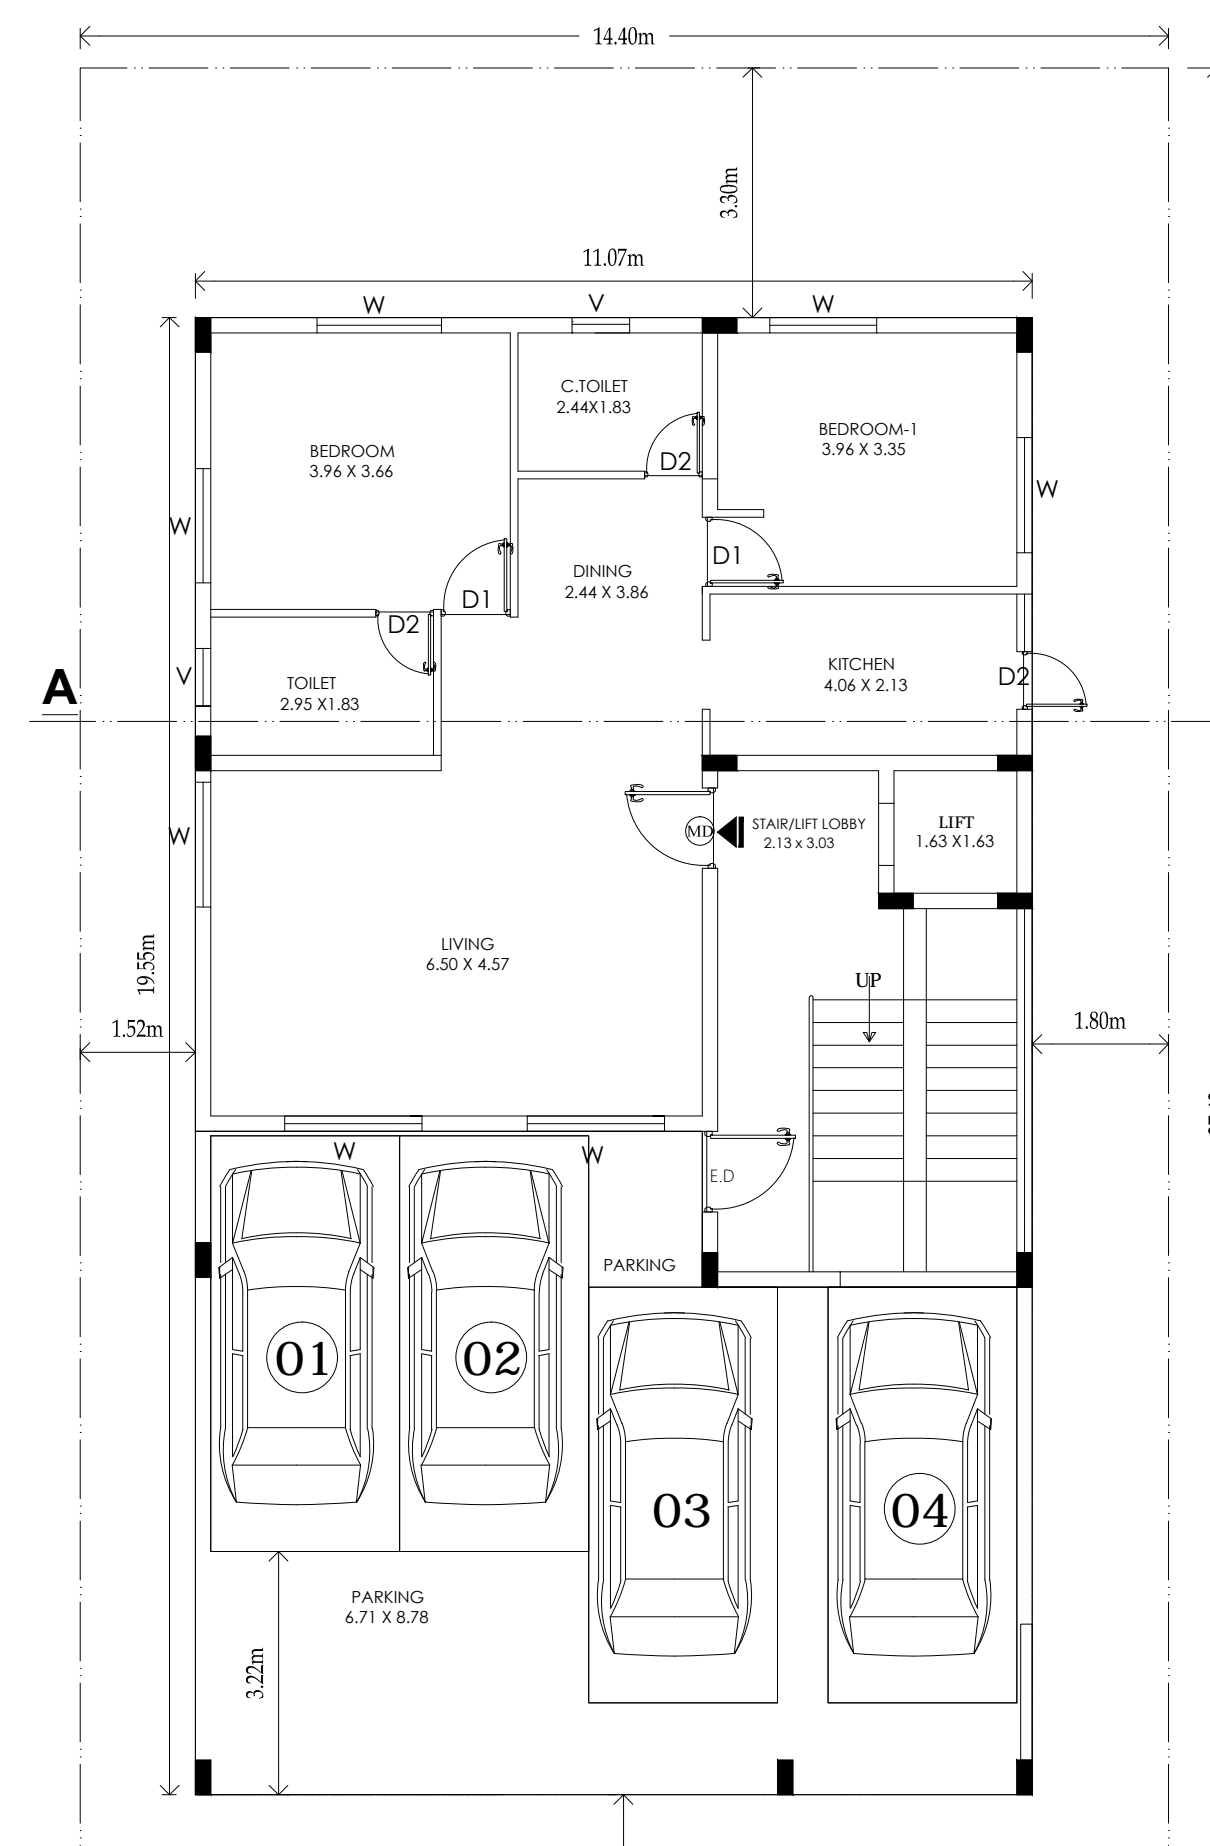 14.40m
3.30m
11.07m
W
V
W
C.TOILET
2.44X1.83
BEDROOM-1
3.96 X 3.35
BEDROOM
3.96 X 3.66
D2
W
W
D1
DINING
2.44 X 3.86
D1
D2
KITCHEN
4.06 X 2.13
D2
V
TOILET
2.95 X1.83
A
W
MD
STAIR/LIFT LOBBY
2.13 x 3.03
LIFT
1.63 X1.63
LIVING
6.50 X 4.57
19.55m
UP
1.52m
1.80m
W
W
E.D
PARKING
01
02
03
04
PARKING
6.71 X 8.78
3.22m